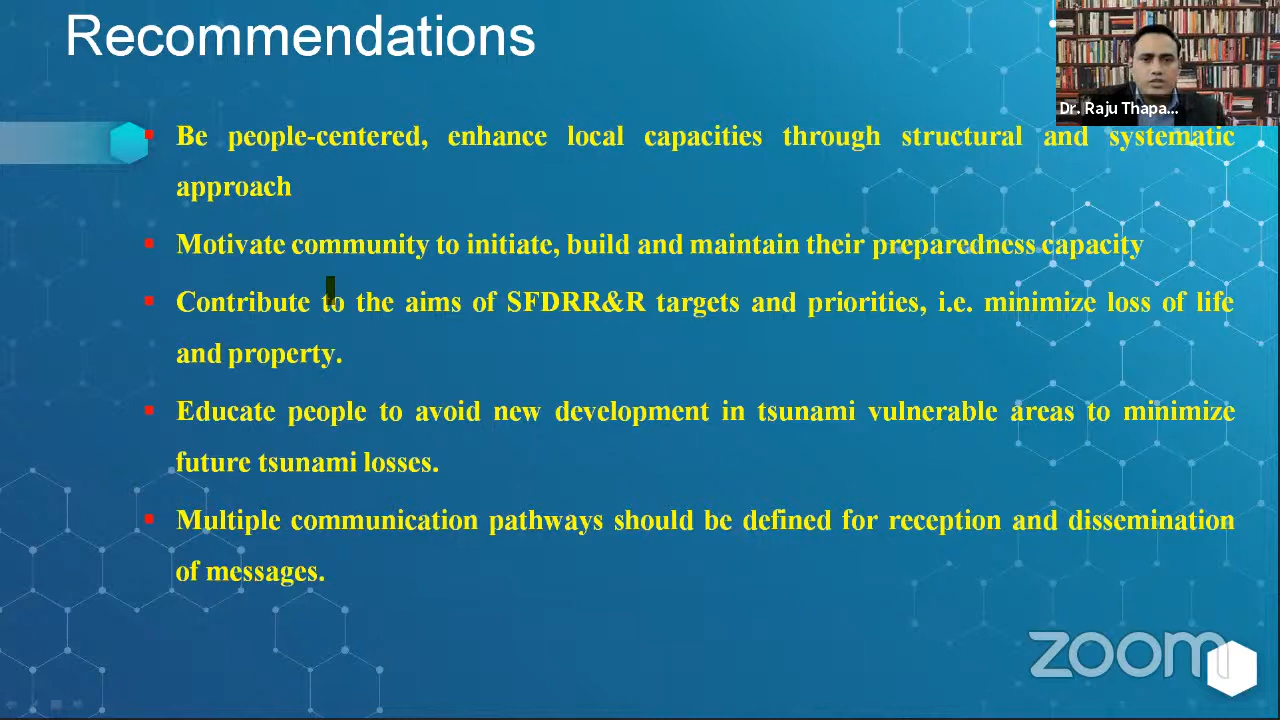 Recommendations
Dr. Raju Thapa...
Be people-centered, enhance local capacities through structural and systematic
approach
Motivate community to initiate, build and maintain their preparedness capacity
Contribute to the aims of SFDRR&R targets and priorities, i.e. minimize loss of life
and property.
Educate people to avoid new development in tsunami vulnerable areas to minimize
future tsunami losses.
Multiple communication pathways should be defined for reception and dissemination
of messages.
zoom